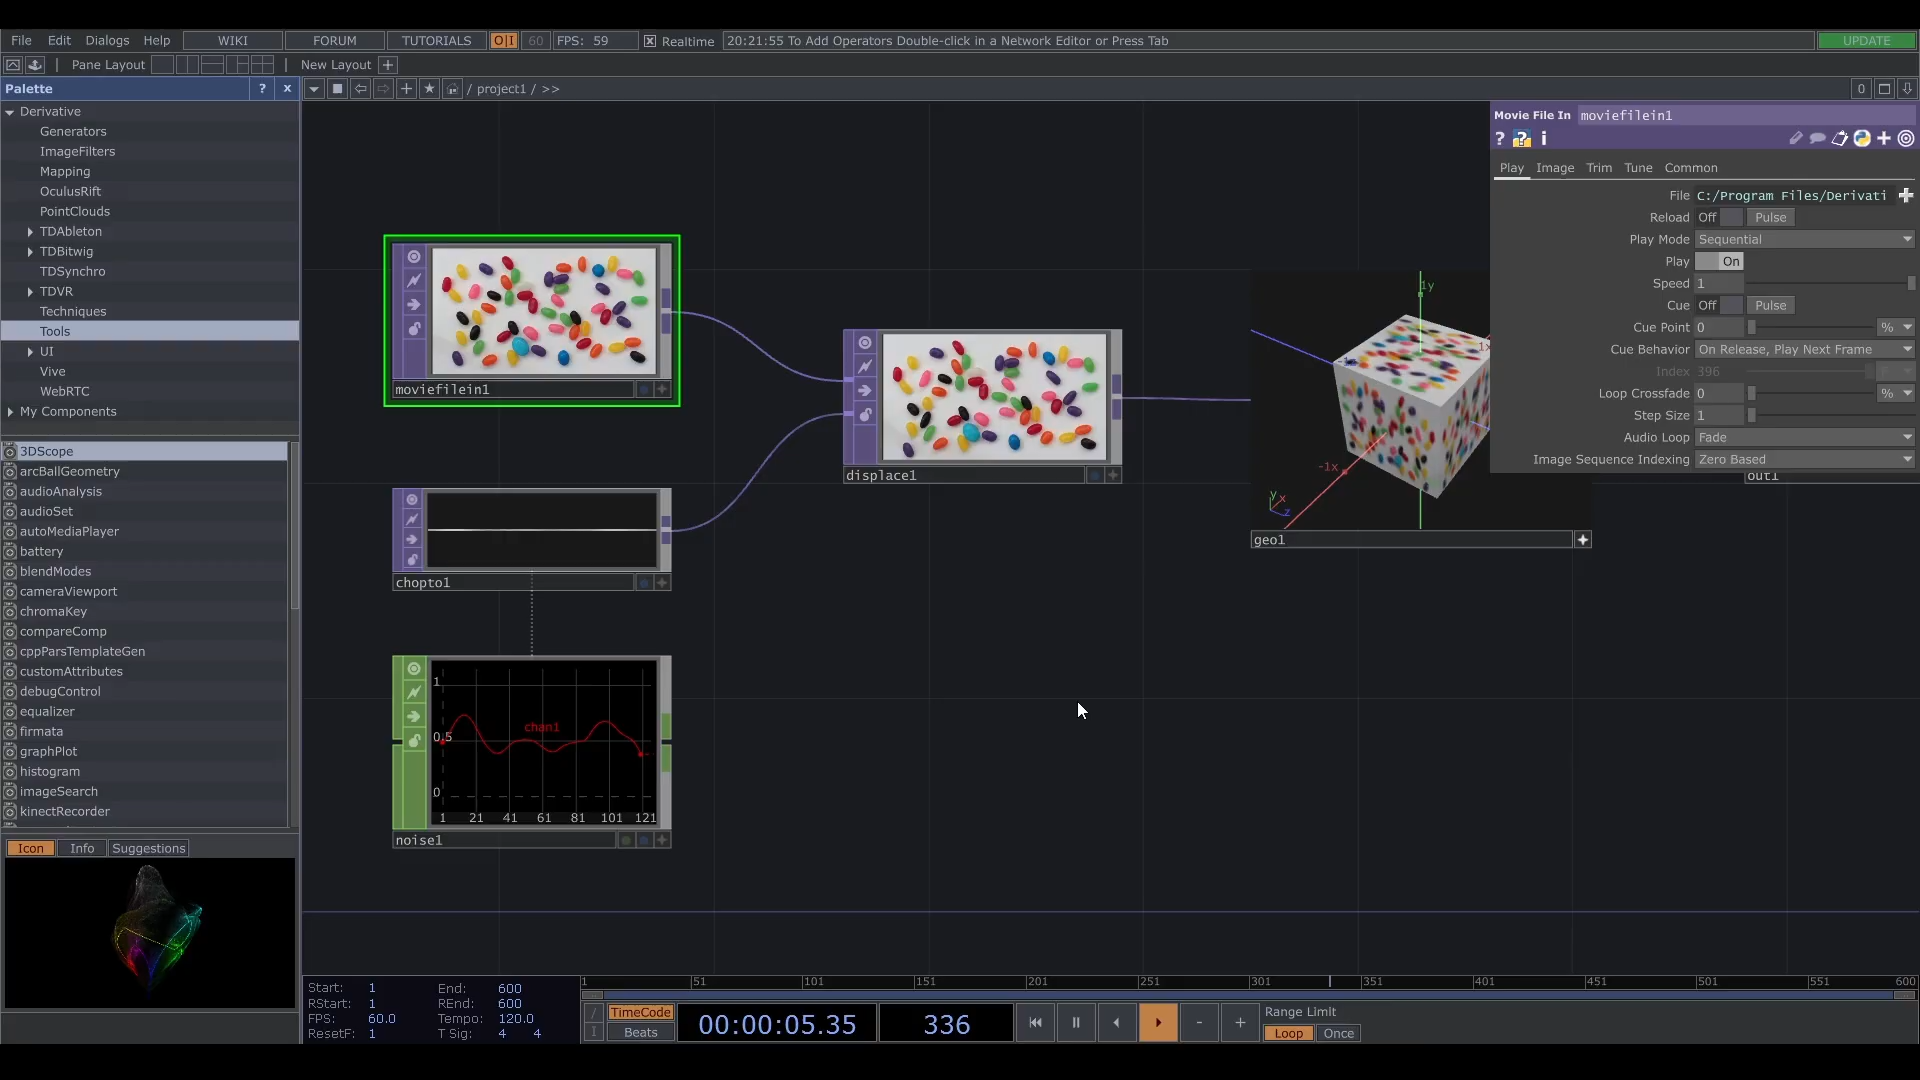 File Edit Dialogs Help WIKI FORUM TUTORIALS O|I 60 FPS: 59 Realtime 20:21:55 To Add Operators Double-click in a Network Editor or Press Tab UPDATE
Pane Layout New Layout
Palette ? x / project1 / >> 0
Derivative
Generators
ImageFilters
Mapping
OculusRift
PointClouds
TDAbleton
TDBitwig
TDSynchro
TDVR
Techniques
Tools
UI
Vive
WebRTC
My Components
3DScope
arcBallGeometry
audioAnalysis
audioSet
autoMediaPlayer
battery
blendModes
cameraViewport
chromaKey
compareComp
cppParsTemplateGen
customAttributes
debugControl
equalizer
firmata
graphPlot
histogram
imageSearch
kinectRecorder
Icon Info Suggestions
moviefilein1
chopto1
1
0.5
0
chan1
1 21 41 61 81 101 121
noise1
displace1
1y
1x
-1x
y
x
z
geo1
out1
Movie File In moviefilein1
? ? i
Play Image Trim Tune Common
File C:/Program Files/Derivati
Reload Off Pulse
Play Mode Sequential
Play On
Speed 1
Cue Off Pulse
Cue Point 0 %
Cue Behavior On Release, Play Next Frame
Index 396
Loop Crossfade 0 %
Step Size 1
Audio Loop Fade
Image Sequence Indexing Zero Based
1 51 101 151 201 251 301 351 401 451 501 551 600
Start: 1 End: 600
RStart: 1 REnd: 600
FPS: 60.0 Tempo: 120.0
ResetF: 1 T Sig: 4 4
/ TimeCode
I Beats
00:00:05.35 336
- +
Range Limit
Loop Once